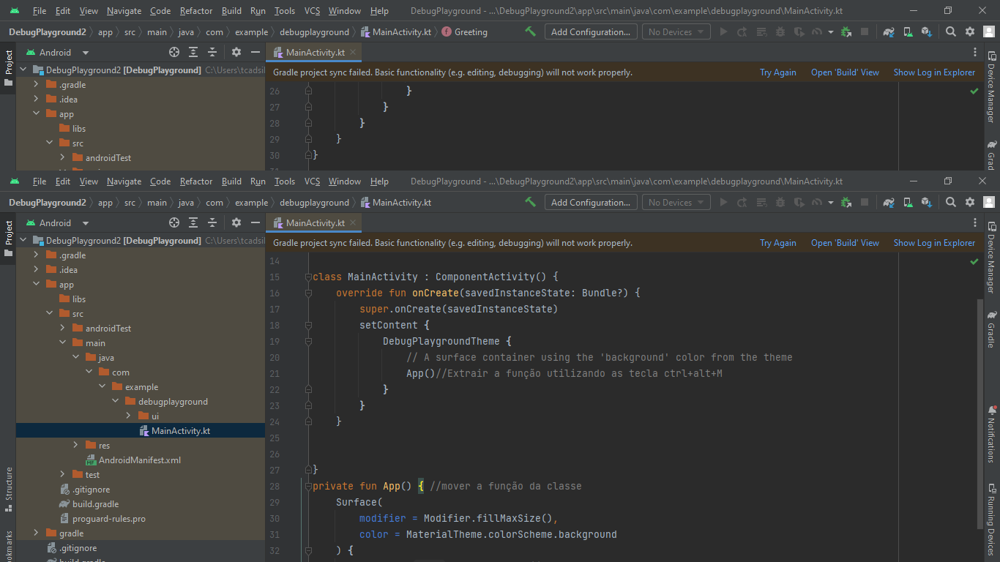 File Edit View Navigate Code Refactor Build Run Tools VCS Window Help DebugPlayground - ...\DebugPlayground2\app\src\main\java\com\example\debugplayground\MainActivity.kt
DebugPlayground2 app src main java com example debugplayground MainActivity.kt f Greeting Add Configuration... No Devices
Project
Android
MainActivity.kt
DebugPlayground2 [DebugPlayground] C:\Users\tcadsil
Gradle project sync failed. Basic functionality (e.g. editing, debugging) will not work properly. Try Again Open 'Build' View Show Log in Explorer
.gradle
.idea
app
libs
src
androidTest
26 }
27 }
28 }
29 }
30 }
Device Manager
Grad
File Edit View Navigate Code Refactor Build Run Tools VCS Window Help DebugPlayground - ...\DebugPlayground2\app\src\main\java\com\example\debugplayground\MainActivity.kt
DebugPlayground2 app src main java com example debugplayground MainActivity.kt Add Configuration... No Devices
Project
Android
MainActivity.kt
DebugPlayground2 [DebugPlayground] C:\Users\tcadsil
Gradle project sync failed. Basic functionality (e.g. editing, debugging) will not work properly. Try Again Open 'Build' View Show Log in Explorer
.gradle
.idea
app
libs
src
androidTest
main
java
com
example
debugplayground
ui
MainActivity.kt
res
MF AndroidManifest.xml
test
.gitignore
build.gradle
proguard-rules.pro
gradle
.gitignore
build.gradle
Structure
okmarks
14
15 class MainActivity : ComponentActivity() {
16 override fun onCreate(savedInstanceState: Bundle?) {
17 super.onCreate(savedInstanceState)
18 setContent {
19 DebugPlaygroundTheme {
20 // A surface container using the 'background' color from the theme
21 App()//Extrair a função utilizando as tecla ctrl+alt+M
22 }
23 }
24 }
25
26
27 }
28 private fun App() { //mover a função da classe
29 Surface(
30 modifier = Modifier.fillMaxSize(),
31 color = MaterialTheme.colorScheme.background
32 ) {
Device Manager
Gradle
Notifications
Running Devices